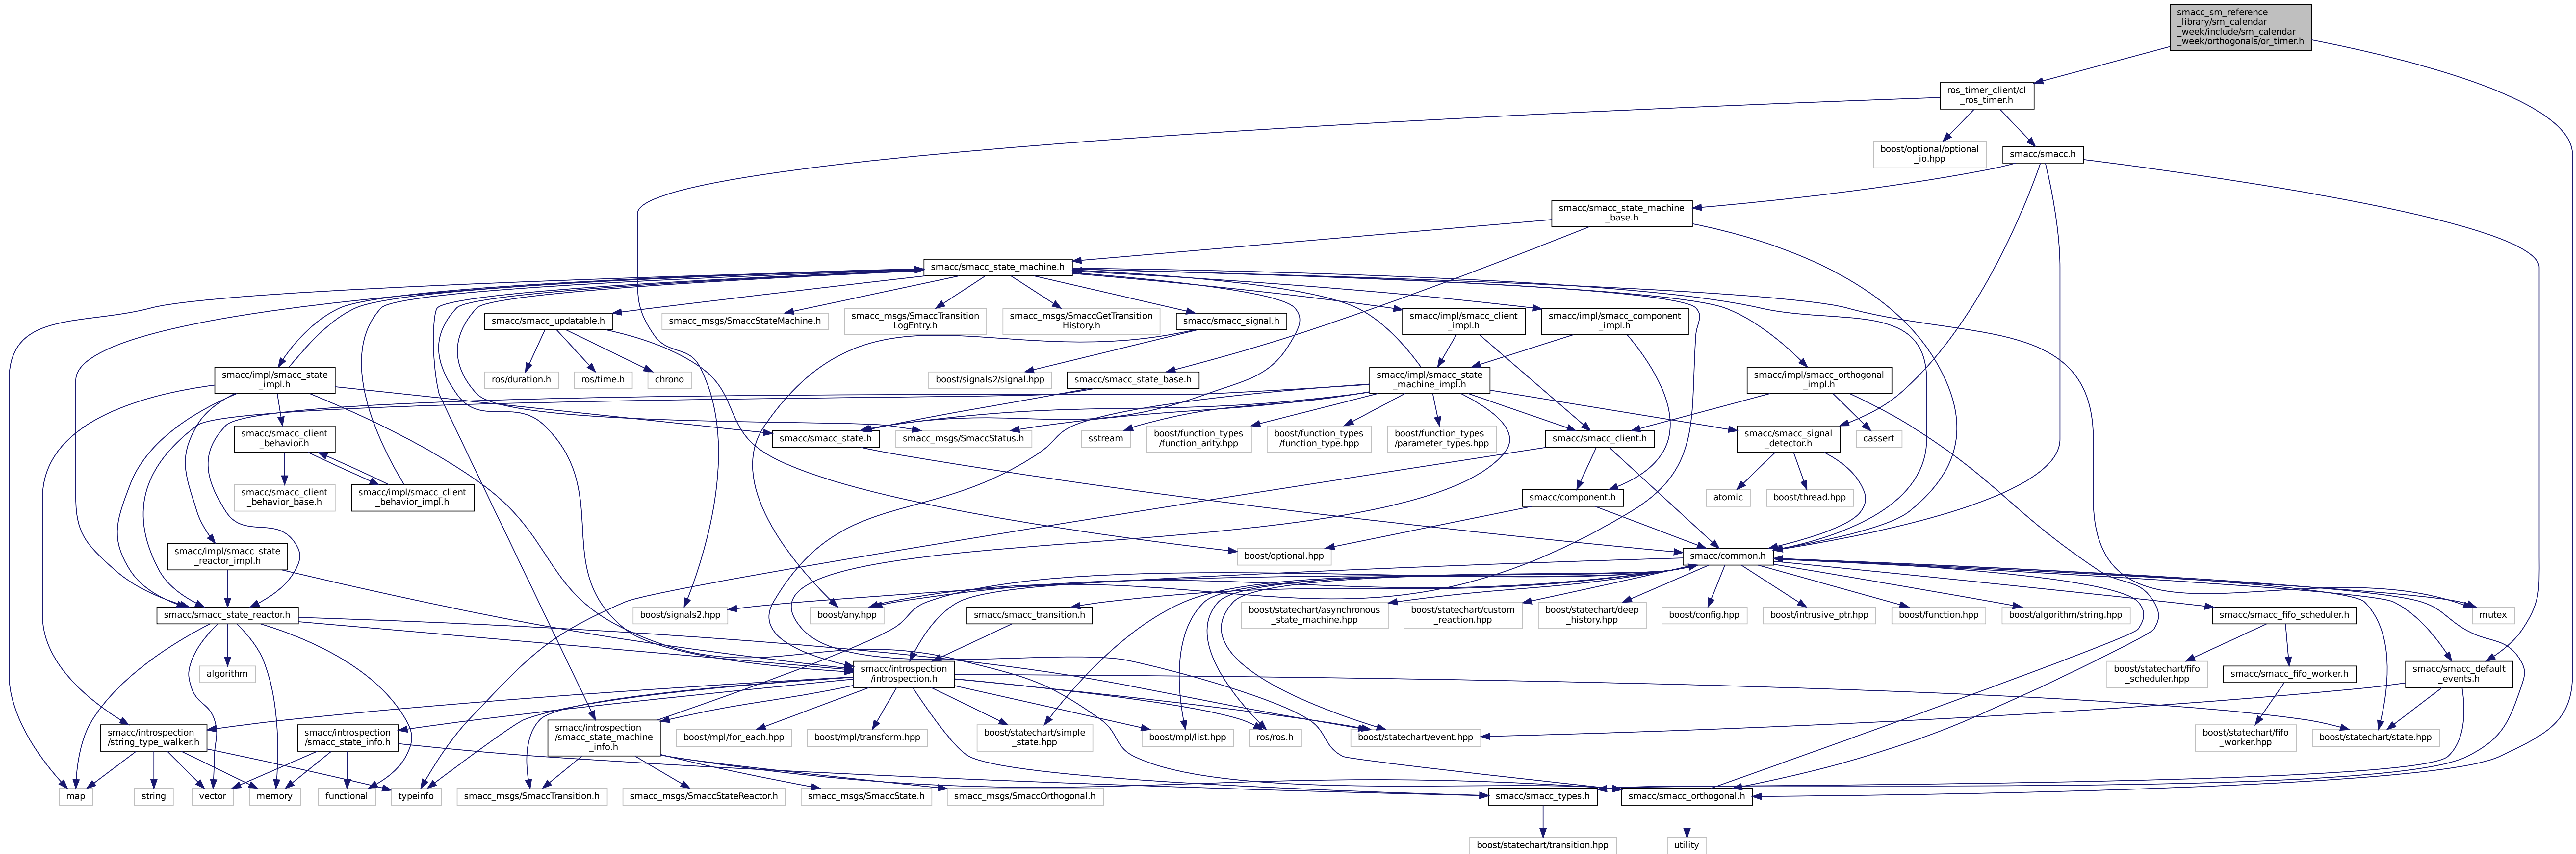 smacc_sm_reference
_library/sm_calendar
_week/include/sm_calendar
_week/orthogonals/or_timer.h
ros_timer_client/cl
_ros_timer.h
boost/optional/optional
_io.hpp
smacc/smacc.h
smacc/smacc_state_machine
_base.h
smacc/smacc_state_machine.h
smacc/smacc_updatable.h
smacc_msgs/SmaccStateMachine.h
smacc_msgs/SmaccTransition
LogEntry.h
smacc_msgs/SmaccGetTransition
History.h
smacc/smacc_signal.h
smacc/impl/smacc_client
_impl.h
smacc/impl/smacc_component
_impl.h
smacc/impl/smacc_state
_impl.h
ros/duration.h
ros/time.h
chrono
boost/signals2/signal.hpp
smacc/smacc_state_base.h
smacc/impl/smacc_state
_machine_impl.h
smacc/impl/smacc_orthogonal
_impl.h
smacc/smacc_client
_behavior.h
smacc/smacc_state.h
smacc_msgs/SmaccStatus.h
sstream
boost/function_types
/function_arity.hpp
boost/function_types
/function_type.hpp
boost/function_types
/parameter_types.hpp
smacc/smacc_client.h
smacc/smacc_signal
_detector.h
cassert
smacc/smacc_client
_behavior_base.h
smacc/impl/smacc_client
_behavior_impl.h
smacc/component.h
atomic
boost/thread.hpp
smacc/impl/smacc_state
_reactor_impl.h
boost/optional.hpp
smacc/common.h
smacc/smacc_state_reactor.h
boost/signals2.hpp
boost/any.hpp
smacc/smacc_transition.h
boost/statechart/asynchronous
_state_machine.hpp
boost/statechart/custom
_reaction.hpp
boost/statechart/deep
_history.hpp
boost/config.hpp
boost/intrusive_ptr.hpp
boost/function.hpp
boost/algorithm/string.hpp
smacc/smacc_fifo_scheduler.h
mutex
algorithm
smacc/introspection
/introspection.h
boost/statechart/fifo
_scheduler.hpp
smacc/smacc_fifo_worker.h
smacc/smacc_default
_events.h
smacc/introspection
/string_type_walker.h
smacc/introspection
/smacc_state_info.h
smacc/introspection
/smacc_state_machine
_info.h
boost/mpl/for_each.hpp
boost/mpl/transform.hpp
boost/statechart/simple
_state.hpp
boost/mpl/list.hpp
ros/ros.h
boost/statechart/event.hpp
boost/statechart/fifo
_worker.hpp
boost/statechart/state.hpp
map
string
vector
memory
functional
typeinfo
smacc_msgs/SmaccTransition.h
smacc_msgs/SmaccStateReactor.h
smacc_msgs/SmaccState.h
smacc_msgs/SmaccOrthogonal.h
smacc/smacc_types.h
smacc/smacc_orthogonal.h
boost/statechart/transition.hpp
utility